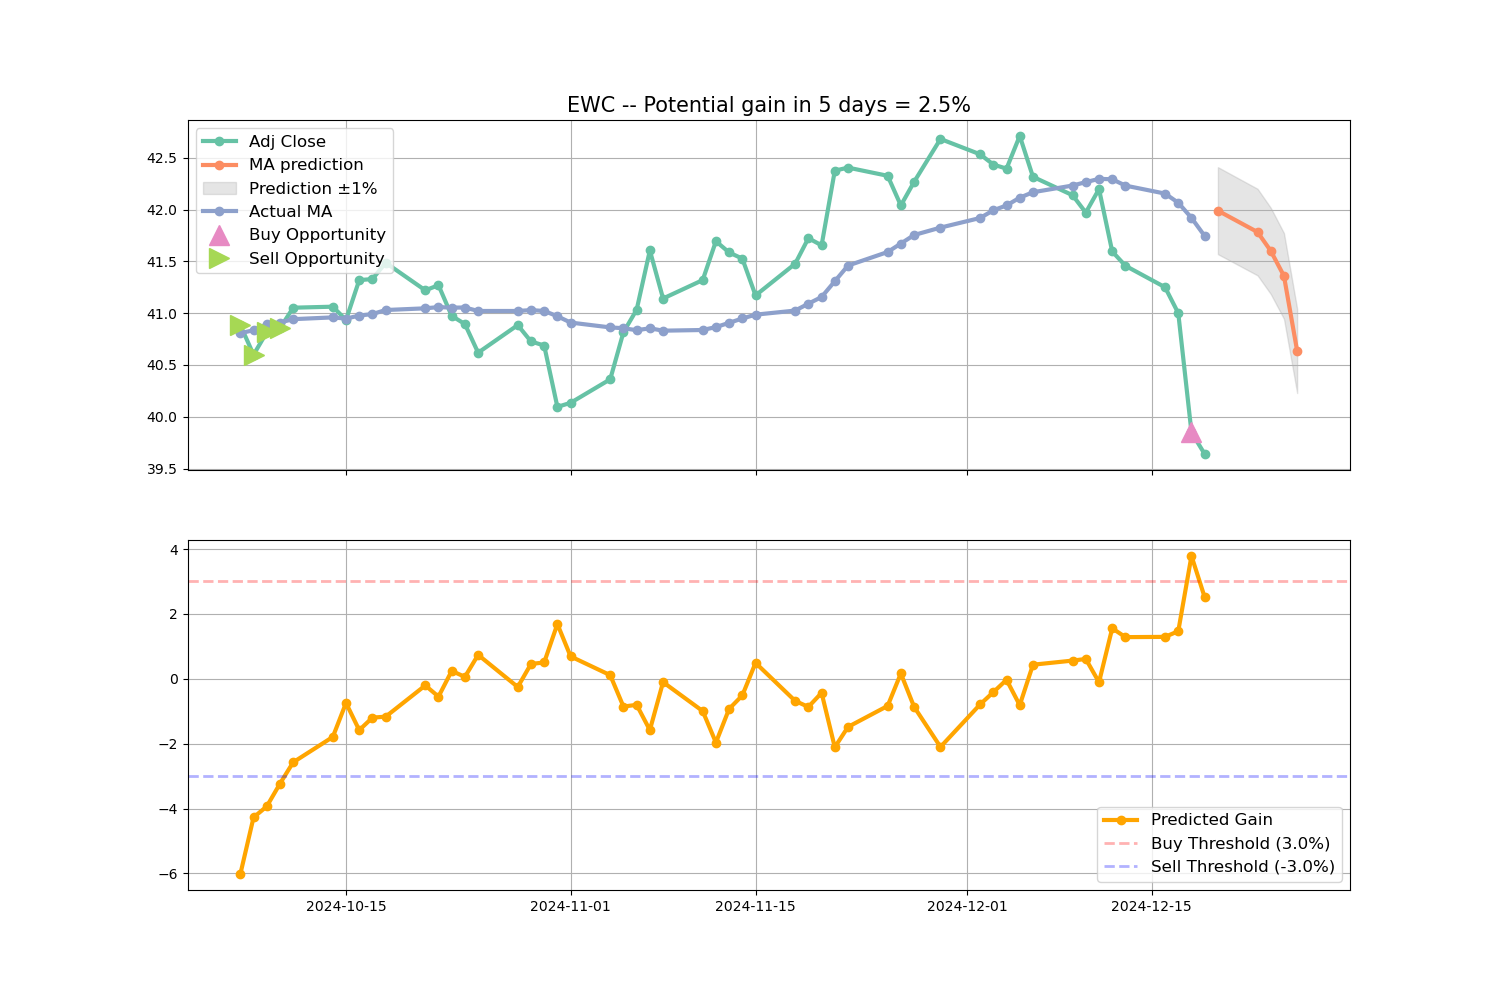 EWC -- Potential gain in 5 days = 2.5%
Adj Close
MA prediction
Prediction ±1%
Actual MA
Buy Opportunity
Sell Opportunity
42.5
42.0
41.5
41.0
40.5
40.0
39.5
4
2
0
−2
−4
−6
Predicted Gain
Buy Threshold (3.0%)
Sell Threshold (-3.0%)
2024-10-15
2024-11-01
2024-11-15
2024-12-01
2024-12-15